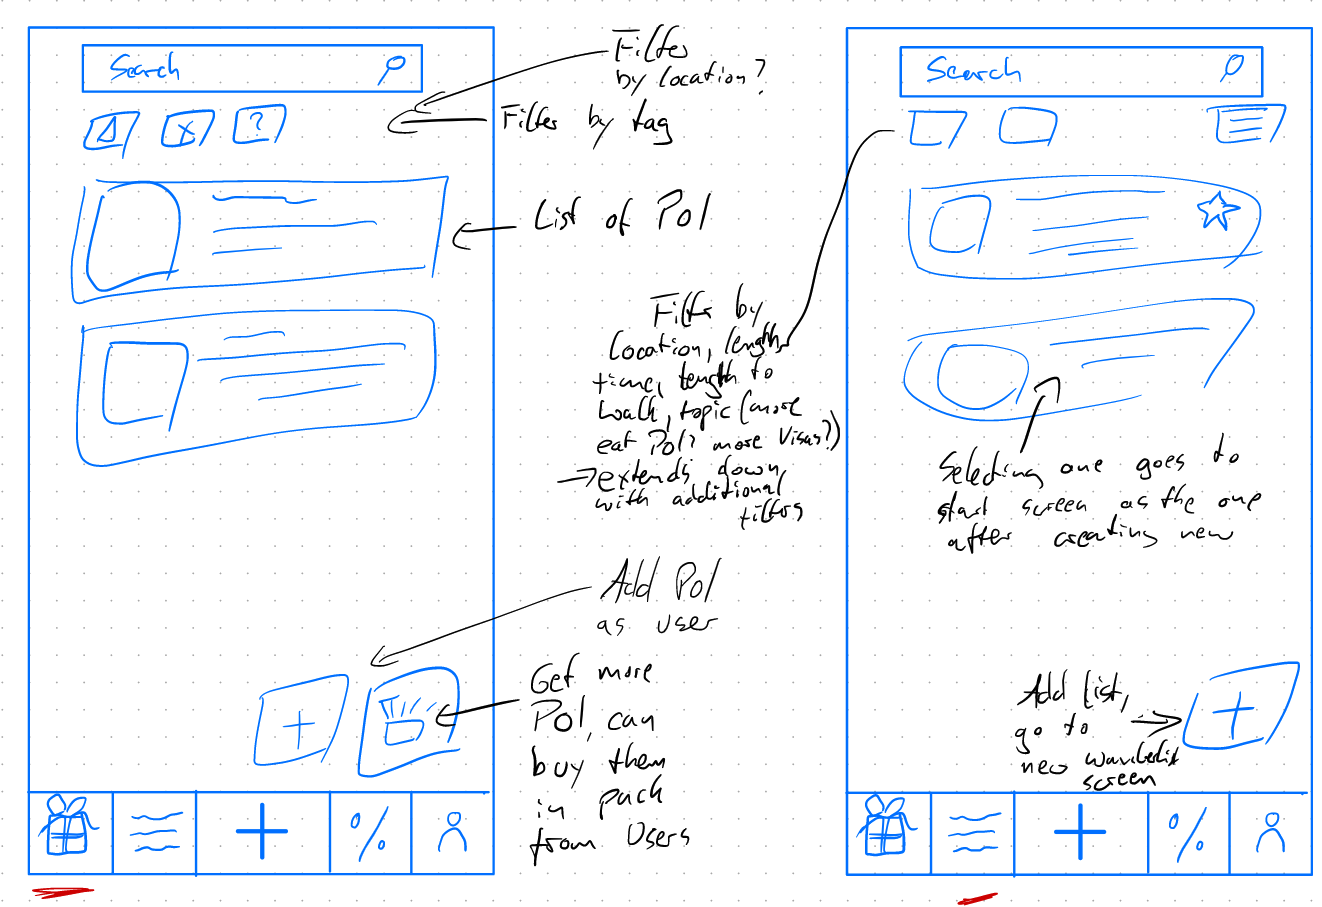 Search
Filter
by location?
Filter by tag
List of PoI
Filter by
location, length,
time, length to
walk, topic (more
eat PoI? more Visas?)
→ extends down
with additional
filters
Add PoI
as user
Get more
PoI, can
buy them
in pack
from Users
?
%
Search
Selecting one goes to
start screen as the one
after creating new
Add list,
go to
new wanderlist
screen
%